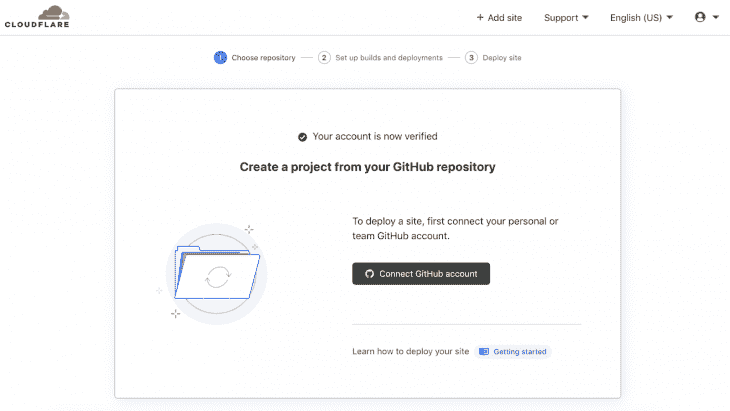 CLOUDFLARE
+ Add site Support English (US)
1 Choose repository 2 Set up builds and deployments 3 Deploy site
Your account is now verified
Create a project from your GitHub repository
To deploy a site, first connect your personal or
team GitHub account.
Connect GitHub account
Learn how to deploy your site Getting started